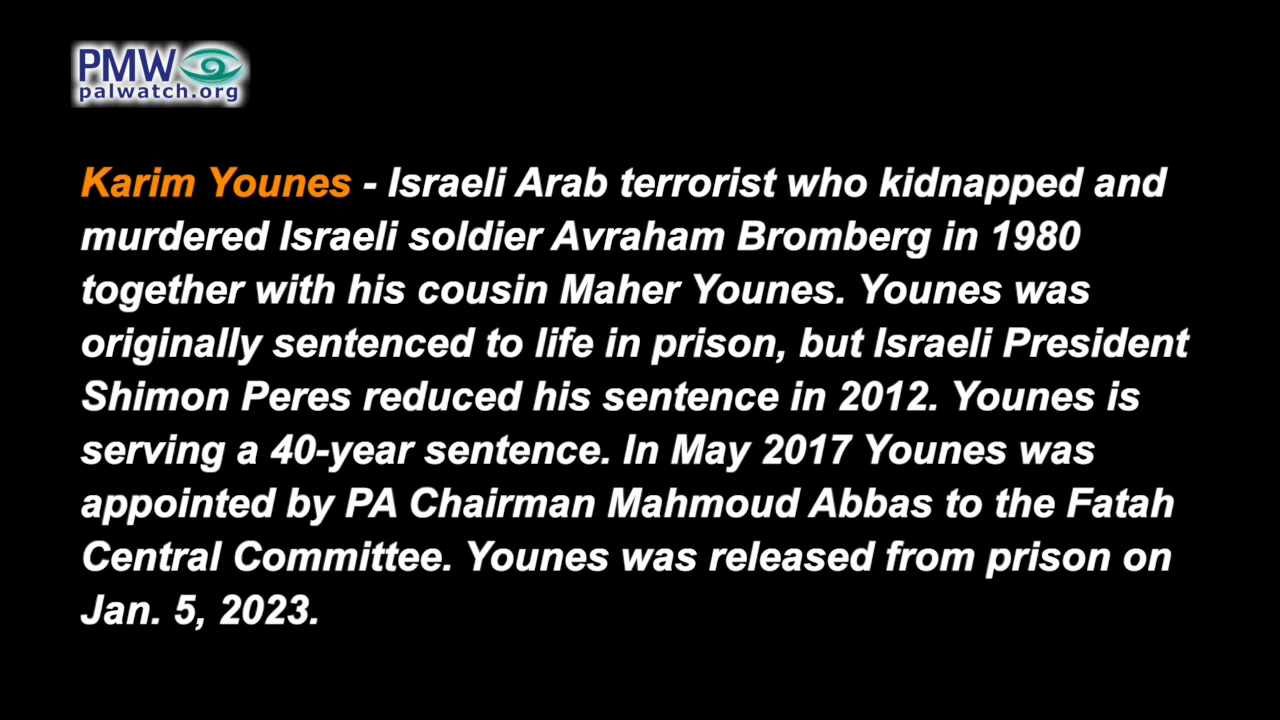 PMW
palwatch.org
Karim Younes - Israeli Arab terrorist who kidnapped and
murdered Israeli soldier Avraham Bromberg in 1980
together with his cousin Maher Younes. Younes was
originally sentenced to life in prison, but Israeli President
Shimon Peres reduced his sentence in 2012. Younes is
serving a 40-year sentence. In May 2017 Younes was
appointed by PA Chairman Mahmoud Abbas to the Fatah
Central Committee. Younes was released from prison on
Jan. 5, 2023.